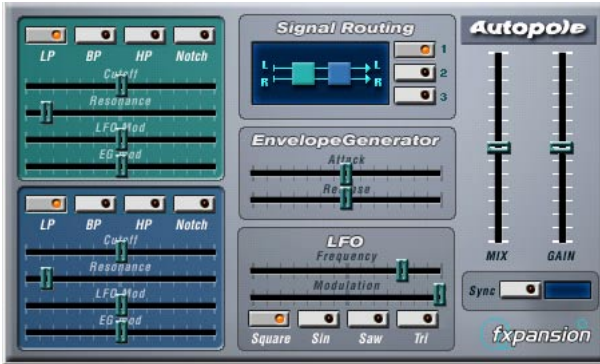 Signal Routing
Autopole
LP BP HP Notch
Cutoff
Resonance
LFO Mod
EG Mod
L
R
L
R
1
2
3
EnvelopeGenerator
Attack
Release
LP BP HP Notch
Cutoff
Resonance
LFO Mod
EG Mod
LFO
Frequency
Modulation
Square Sin Saw Tri
MIX GAIN
Sync
fxpansion